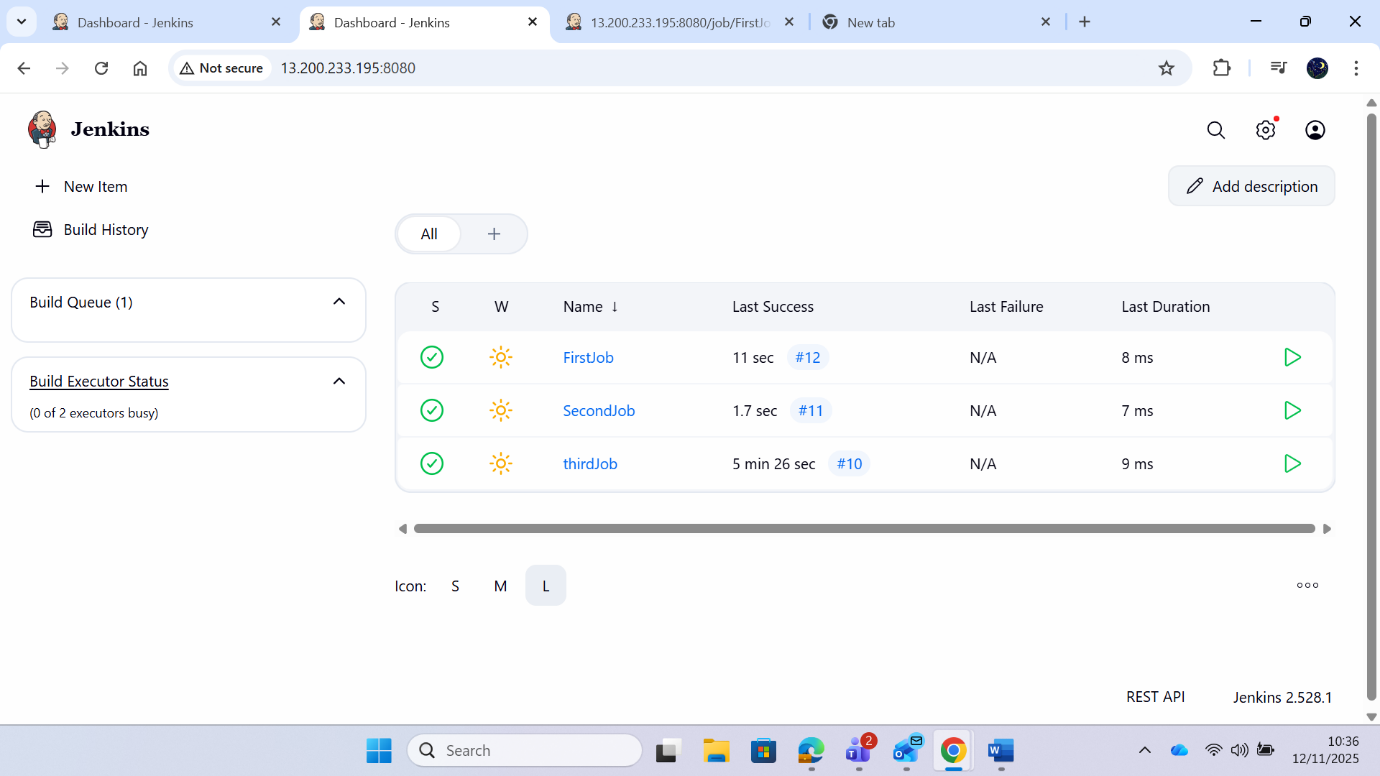 Dashboard - Jenkins
Dashboard - Jenkins
13.200.233.195:8080/job/FirstJo
New tab
Not secure
13.200.233.195:8080
Jenkins
New Item
Add description
Build History
All
Build Queue (1)
S W Name ↓ Last Success Last Failure Last Duration
FirstJob 11 sec #12 N/A 8 ms
Build Executor Status
(0 of 2 executors busy)
SecondJob 1.7 sec #11 N/A 7 ms
thirdJob 5 min 26 sec #10 N/A 9 ms
Icon: S M L
REST API Jenkins 2.528.1
Search
2
10:36
12/11/2025